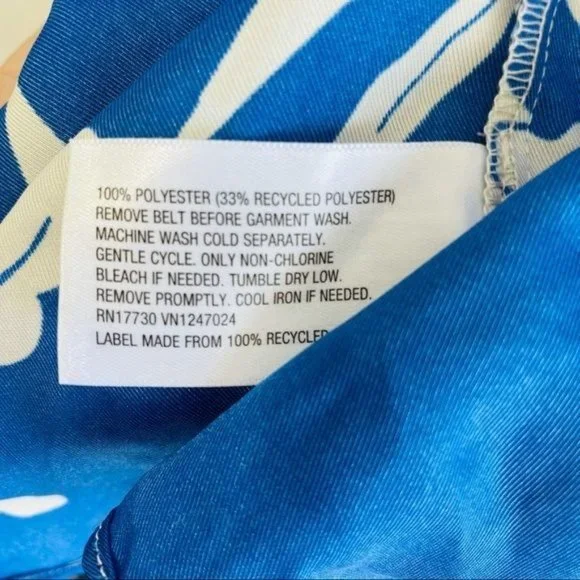 100% POLYESTER (33% RECYCLED POLYESTER)
REMOVE BELT BEFORE GARMENT WASH.
MACHINE WASH COLD SEPARATELY.
GENTLE CYCLE. ONLY NON-CHLORINE
BLEACH IF NEEDED. TUMBLE DRY LOW.
REMOVE PROMPTLY. COOL IRON IF NEEDED.
RN17730 VN1247024
LABEL MADE FROM 100% RECYCLED